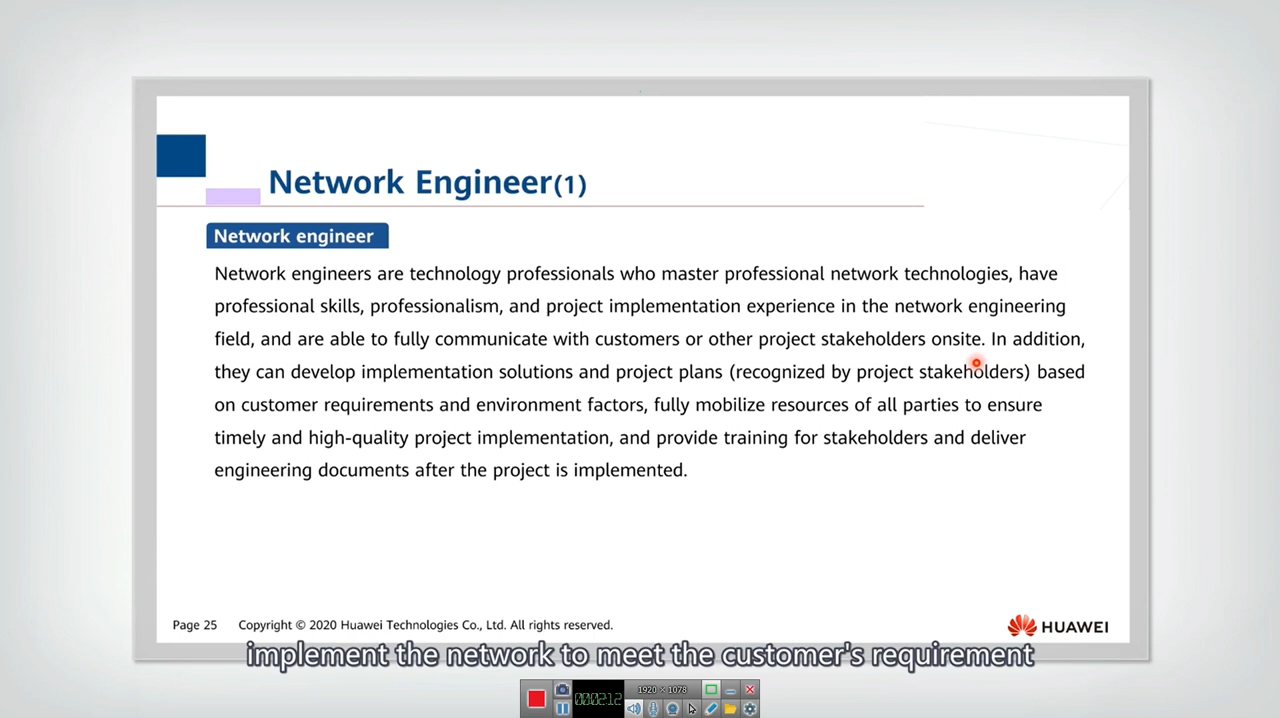 Network Engineer(1)
Network engineer
Network engineers are technology professionals who master professional network technologies, have
professional skills, professionalism, and project implementation experience in the network engineering
field, and are able to fully communicate with customers or other project stakeholders onsite. In addition,
they can develop implementation solutions and project plans (recognized by project stakeholders) based
on customer requirements and environment factors, fully mobilize resources of all parties to ensure
timely and high-quality project implementation, and provide training for stakeholders and deliver
engineering documents after the project is implemented.
Page 25 Copyright © 2020 Huawei Technologies Co., Ltd. All rights reserved.
HUAWEI
implement the network to meet the customer's requirement
1920 × 1078
00:02:12